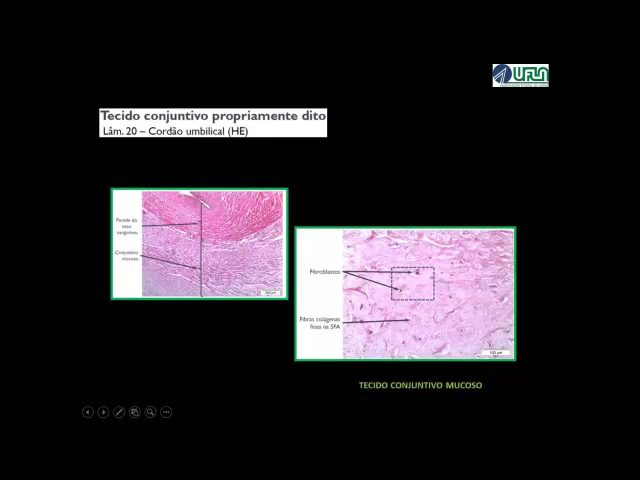 UFLA
Tecido conjuntivo propriamente dito
Lâm. 20 – Cordão umbilical (HE)
Parede do
vaso
sanguíneo
Conjuntivo
mucoso
Fibroblastos
Fibras colágenas
finas na SFA
100 µm
TECIDO CONJUNTIVO MUCOSO